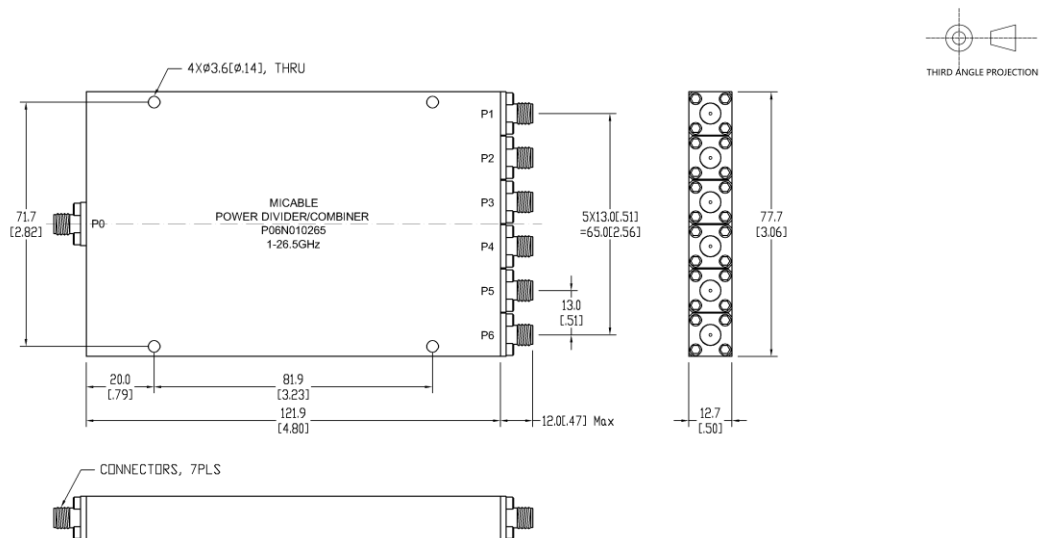 THIRD ANGLE PROJECTION
4XØ3.6[Ø.14], THRU
P1
P2
P3
P4
P5
P6
P0
MICABLE
POWER DIVIDER/COMBINER
P06N010265
1-26.5GHz
71.7
[2.82]
5X13.0[.51]
=65.0[2.56]
13.0
[.51]
77.7
[3.06]
20.0
[.79]
81.9
[3.23]
121.9
[4.80]
12.0[.47] Max
12.7
[.50]
CONNECTORS, 7PLS